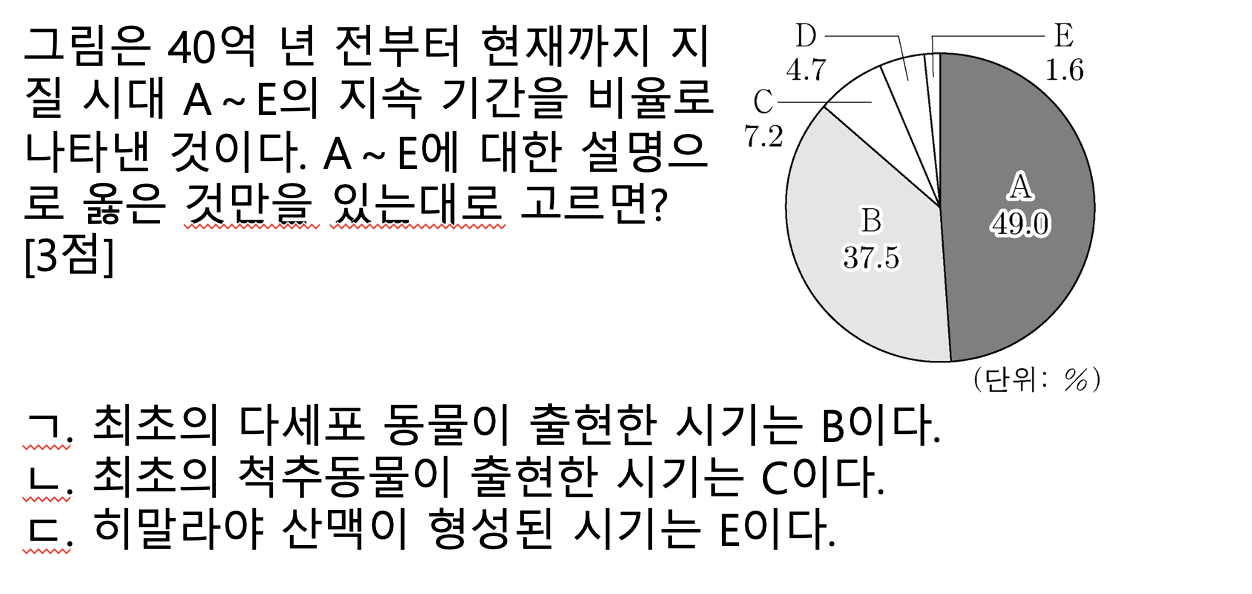 그림은 40억 년 전부터 현재까지 지
질 시대 A ~ E의 지속 기간을 비율로
나타낸 것이다. A ~ E에 대한 설명으
로 옳은 것만을 있는대로 고르면?
[3점]
D
4.7
E
1.6
C
7.2
A
49.0
B
37.5
(단위: %)
ㄱ. 최초의 다세포 동물이 출현한 시기는 B이다.
ㄴ. 최초의 척추동물이 출현한 시기는 C이다.
ㄷ. 히말라야 산맥이 형성된 시기는 E이다.